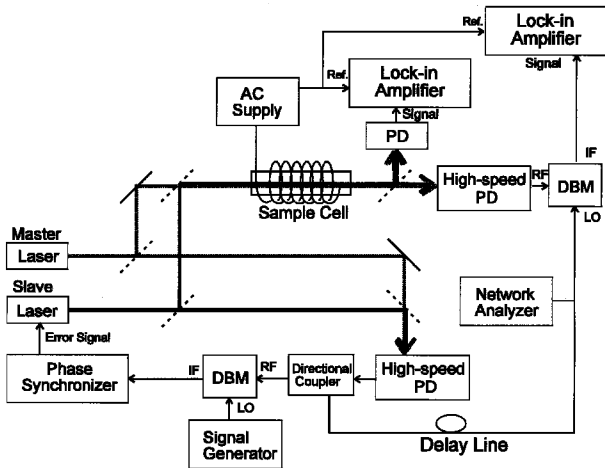 Lock-in
Amplifier
Ref.
Signal
Lock-in
Amplifier
Ref.
AC
Supply
Signal
PD
IF
High-speed
PD
RF
DBM
LO
Sample Cell
Master
Laser
Slave
Laser
Network
Analyzer
Error Signal
Phase
Synchronizer
IF
DBM
RF
Directional
Coupler
High-speed
PD
LO
Signal
Generator
Delay Line